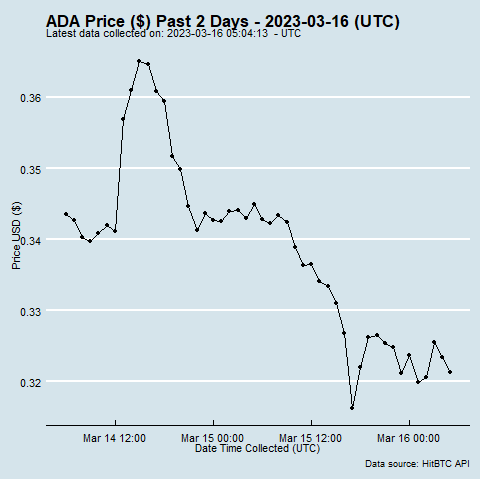 ADA Price ($) Past 2 Days - 2023-03-16 (UTC)
Latest data collected on: 2023-03-16 05:04:13 - UTC
0.36
0.35
0.34
0.33
0.32
Price USD ($)
Mar 14 12:00
Mar 15 00:00
Mar 15 12:00
Mar 16 00:00
Date Time Collected (UTC)
Data source: HitBTC API